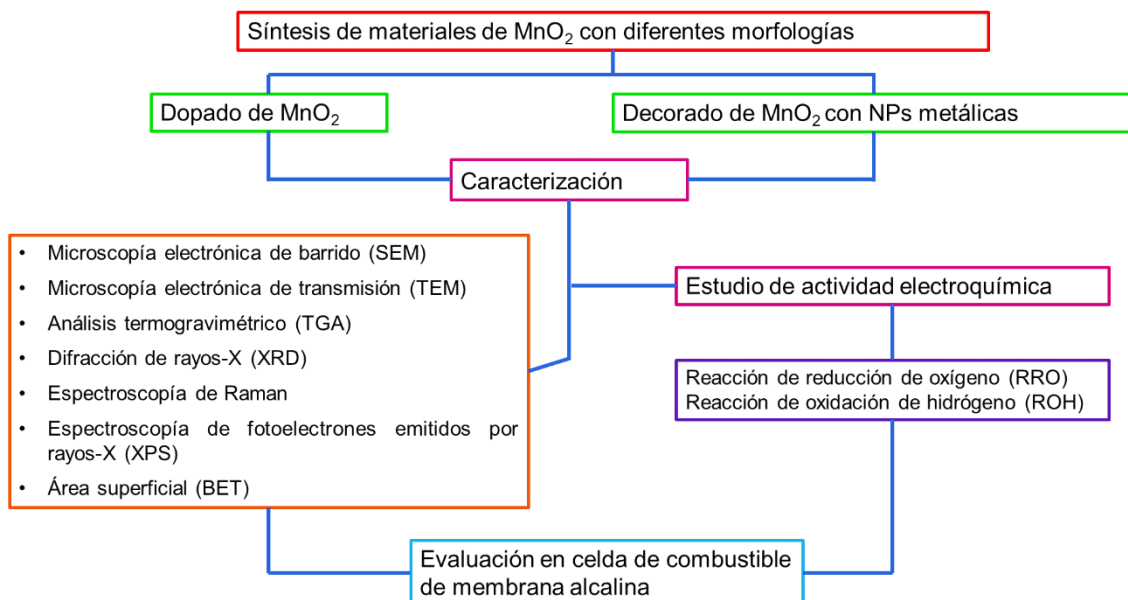 Síntesis de materiales de MnO₂ con diferentes morfologías
Dopado de MnO₂
Decorado de MnO₂ con NPs metálicas
Caracterización
• Microscopía electrónica de barrido (SEM)
• Microscopía electrónica de transmisión (TEM)
• Análisis termogravimétrico (TGA)
• Difracción de rayos-X (XRD)
• Espectroscopía de Raman
• Espectroscopía de fotoelectrones emitidos por
rayos-X (XPS)
• Área superficial (BET)
Estudio de actividad electroquímica
Reacción de reducción de oxígeno (RRO)
Reacción de oxidación de hidrógeno (ROH)
Evaluación en celda de combustible
de membrana alcalina